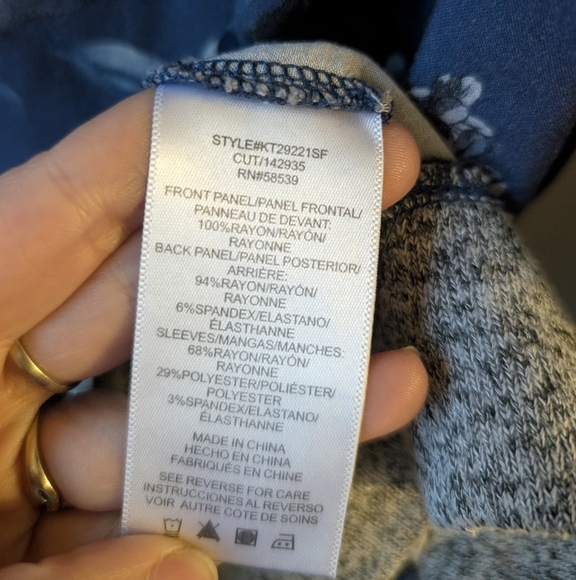 STYLE#KT29221SF
CUT/142935
RN#58539
FRONT PANEL/PANEL FRONTAL/
PANNEAU DE DEVANT:
100%RAYON/RAYÓN/
RAYONNE
BACK PANEL/PANEL POSTERIOR/
ARRIÈRE:
94%RAYON/RAYÓN/
RAYONNE
6%SPANDEX/ELASTANO/
ÉLASTHANNE
SLEEVES/MANGAS/MANCHES:
68%RAYON/RAYÓN/
RAYONNE
29%POLYESTER/POLIÉSTER/
POLYESTER
3%SPANDEX/ELASTANO/
ÉLASTHANNE
MADE IN CHINA
HECHO EN CHINA
FABRIQUÉS EN CHINE
SEE REVERSE FOR CARE
INSTRUCCIONES AL REVERSO
VOIR AUTRE COTE DE SOINS